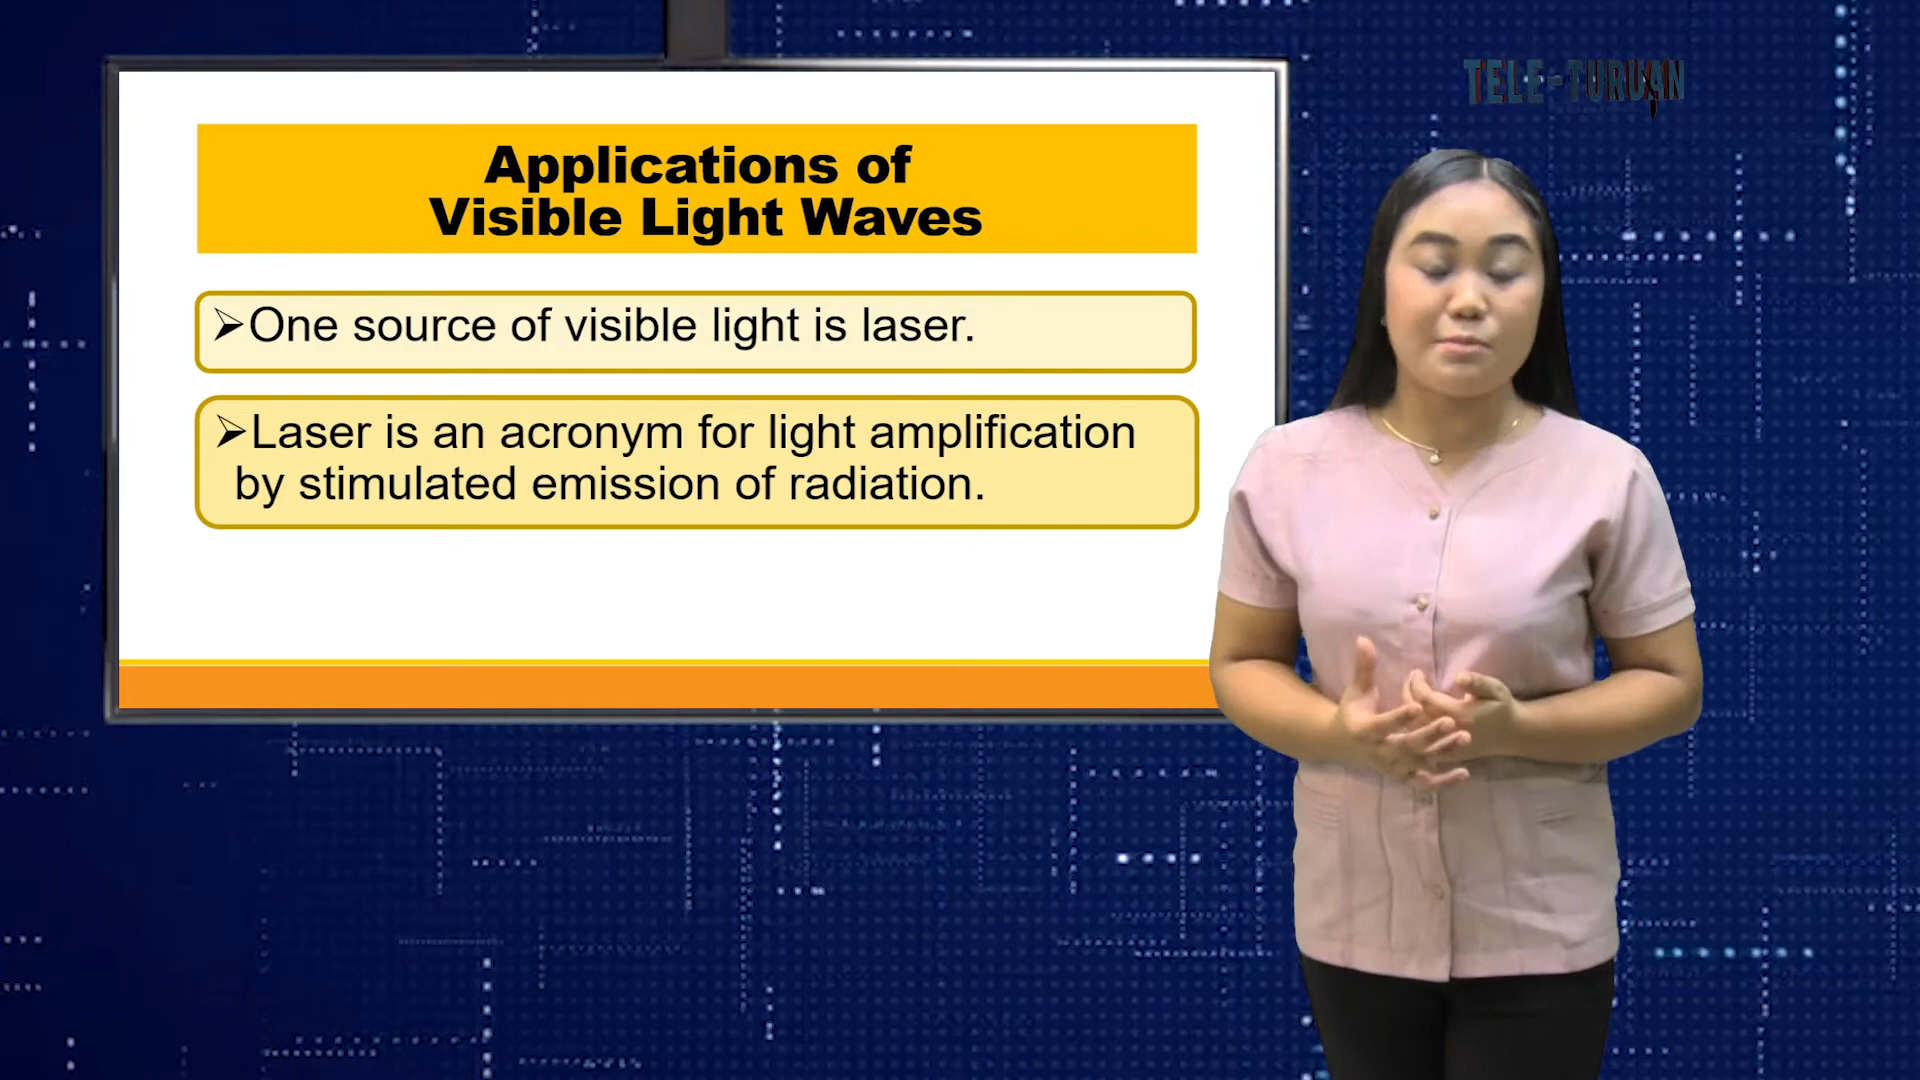 TELE-TURUAN
Applications of
Visible Light Waves
➢One source of visible light is laser.
➢Laser is an acronym for light amplification
by stimulated emission of radiation.